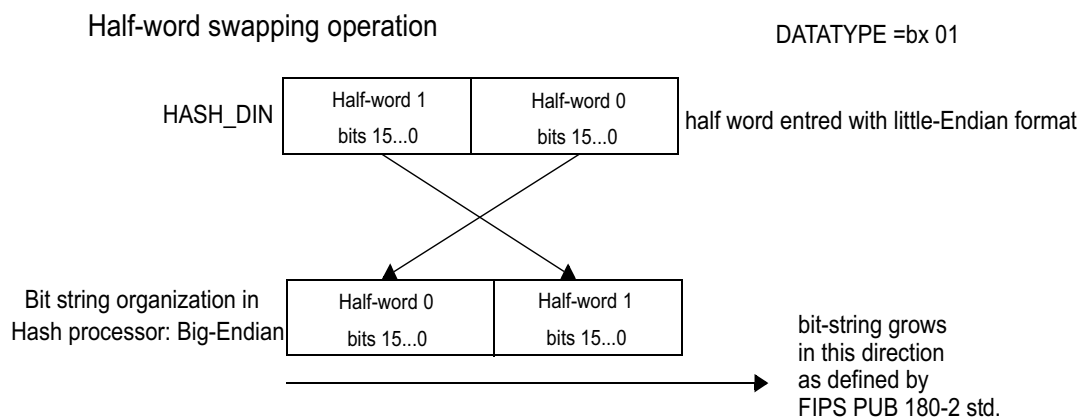 Half-word swapping operation
DATATYPE =bx 01
HASH_DIN
Half-word 1
bits 15...0
Half-word 0
bits 15...0
half word entred with little-Endian format
Bit string organization in
Hash processor: Big-Endian
Half-word 0
bits 15...0
Half-word 1
bits 15...0
bit-string grows
in this direction
as defined by
FIPS PUB 180-2 std.